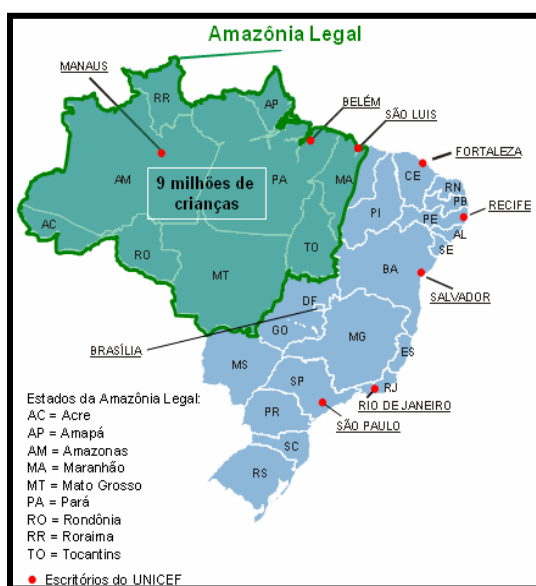 Amazônia Legal
MANAUS
RR
AP
BELÉM
SÃO LUIS
FORTALEZA
AM
PA
MA
CE
RN
PB
9 milhões de
crianças
PI
PE
RECIFE
AC
AL
RO
TO
SE
MT
BA
SALVADOR
DF
GO
BRASÍLIA
MG
MS
ES
SP
RJ
RIO DE JANEIRO
PR
SÃO PAULO
SC
RS
Estados da Amazônia Legal:
AC = Acre
AP = Amapá
AM = Amazonas
MA = Maranhão
MT = Mato Grosso
PA = Pará
RO = Rondônia
RR = Roraima
TO = Tocantins
Escritórios do UNICEF